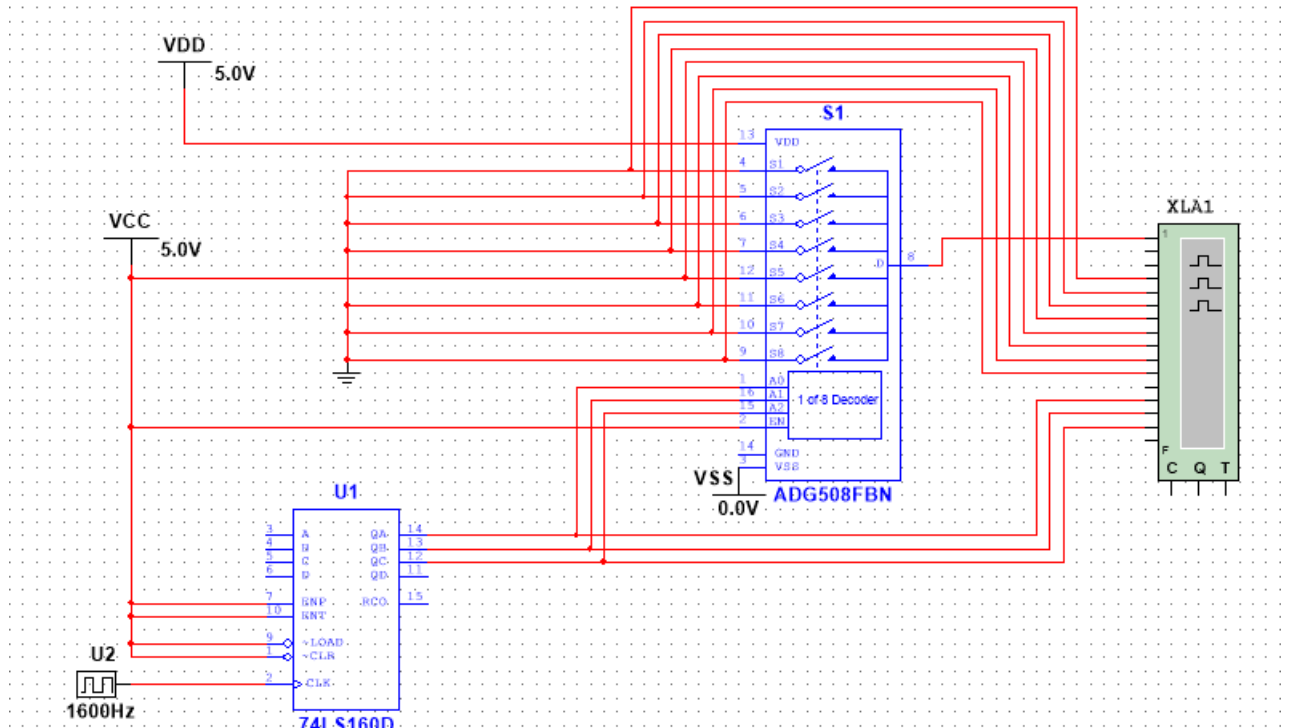 VDD
5.0V
S1
13 VDD
4 S1
5 S2
6 S3
7 S4
12 S5
11 S6
10 S7
9 S8
D 8
1 A0
16 A1
15 A2
2 EN
1 of 8 Decoder
14 GND
3 VSS
ADG508FBN
VSS
0.0V
VCC
5.0V
XLA1
1
F
C Q T
U1
3 A QA 14
4 B QB 13
5 C QC 12
6 D QD 11
7 ENP RCO 15
10 ENT
9 ~LOAD
1 ~CLR
2 CLK
74LS160D
U2
1600Hz